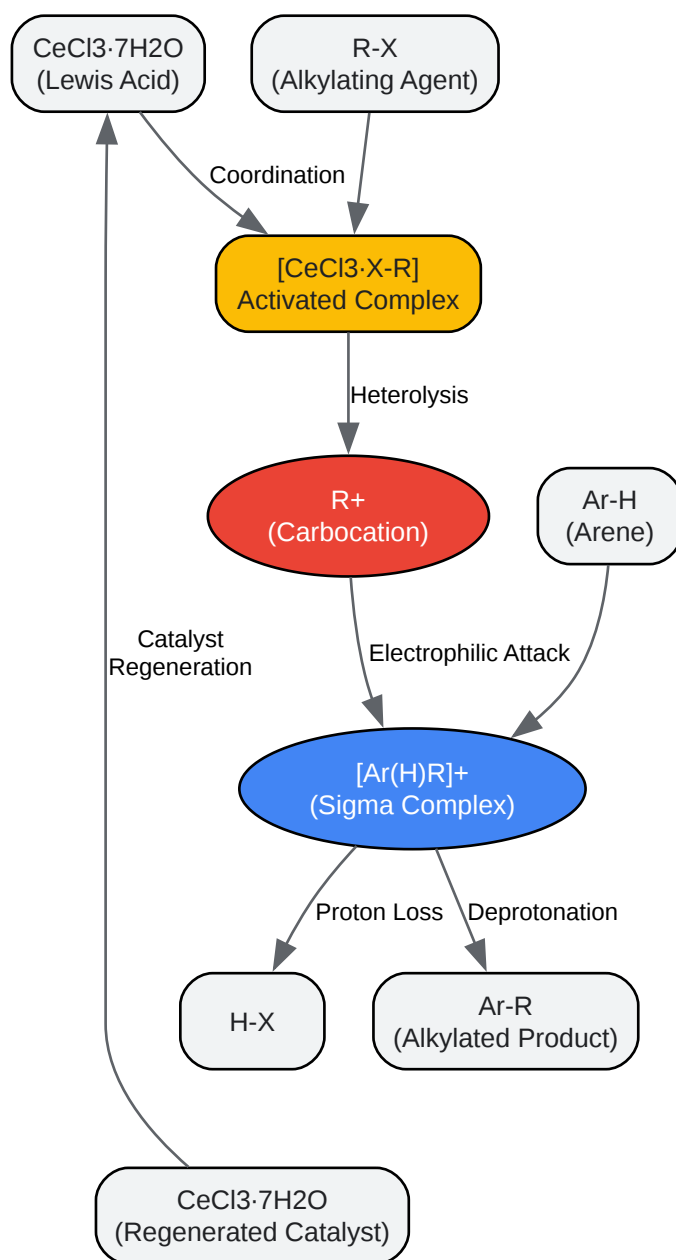 CeCl3·7H2O
(Lewis Acid)
R-X
(Alkylating Agent)
Coordination
[CeCl3·X-R]
Activated Complex
Heterolysis
R+
(Carbocation)
Ar-H
(Arene)
Catalyst
Regeneration
Electrophilic Attack
[Ar(H)R]+
(Sigma Complex)
Proton Loss
Deprotonation
H-X
Ar-R
(Alkylated Product)
CeCl3·7H2O
(Regenerated Catalyst)